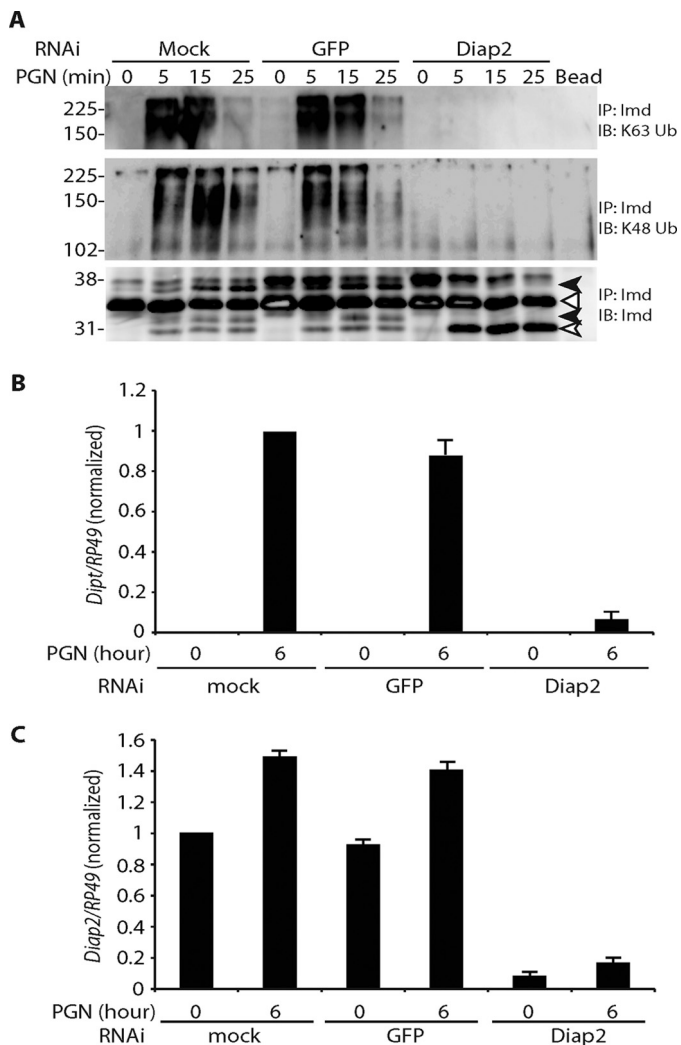 A
RNAi Mock GFP Diap2
PGN (min) 0 5 15 25 0 5 15 25 0 5 15 25 Bead
225-
150-
IP: Imd
IB: K63 Ub
225-
150-
102-
IP: Imd
IB: K48 Ub
38-
31-
IP: Imd
IB: Imd
B
Dipt/RP49 (normalized)
1.2
1
0.8
0.6
0.4
0.2
0
PGN (hour) 0 6 0 6 0 6
RNAi mock GFP Diap2
C
Diap2/RP49 (normalized)
1.6
1.4
1.2
1
0.8
0.6
0.4
0.2
0
PGN (hour) 0 6 0 6 0 6
RNAi mock GFP Diap2